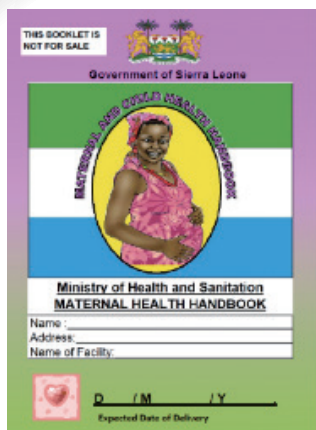 THIS BOOKLET IS
NOT FOR SALE
Government of Sierra Leone
MATERNAL AND CHILD HEALTH HANDBOOK
Ministry of Health and Sanitation
MATERNAL HEALTH HANDBOOK
Name :
Address:
Name of Facility:
D / M / Y
Expected Date of Delivery